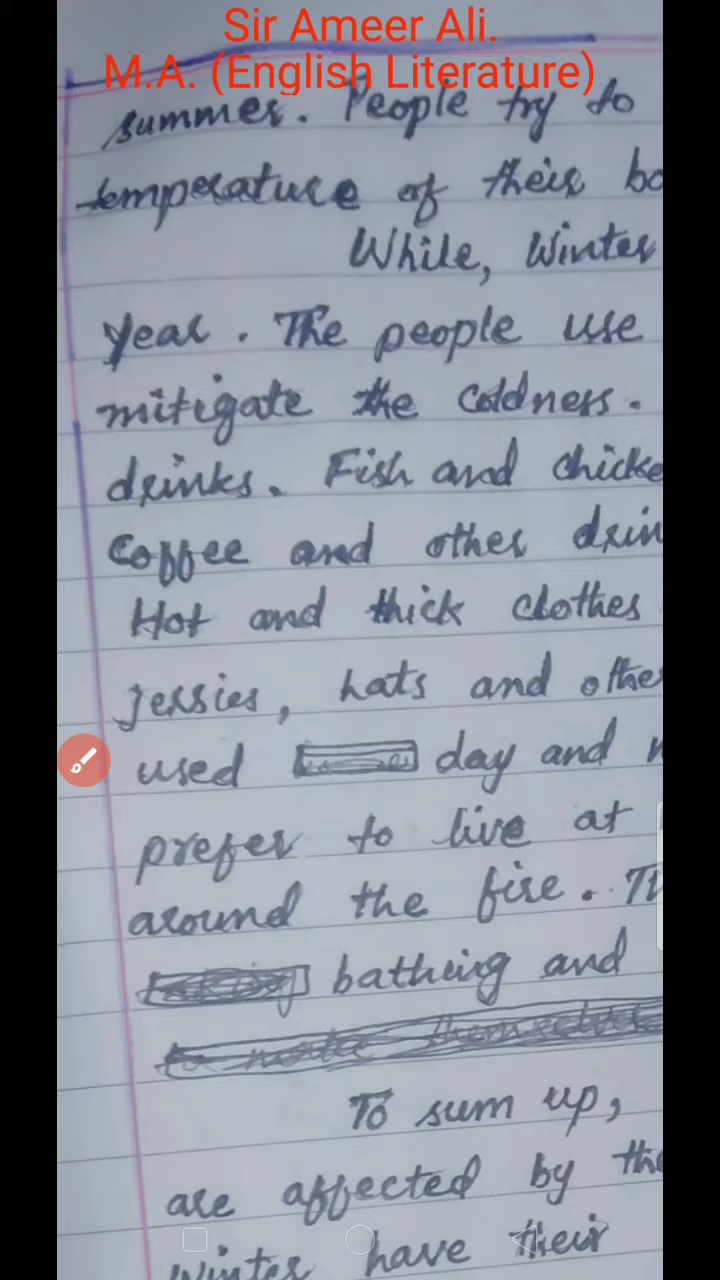 Sir Ameer Ali.
M.A. (English Literature)
summer. People try to
temperature of their
While, Winter
year. The people use
mitigate the coldness.
drinks. Fish and chicke
Coffee and other drin
Hot and thick clothes
jersies, hats and othe
used day and
prefer to live at
around the fire.
bathing and
To sum up,
are affected by the
Winter have their